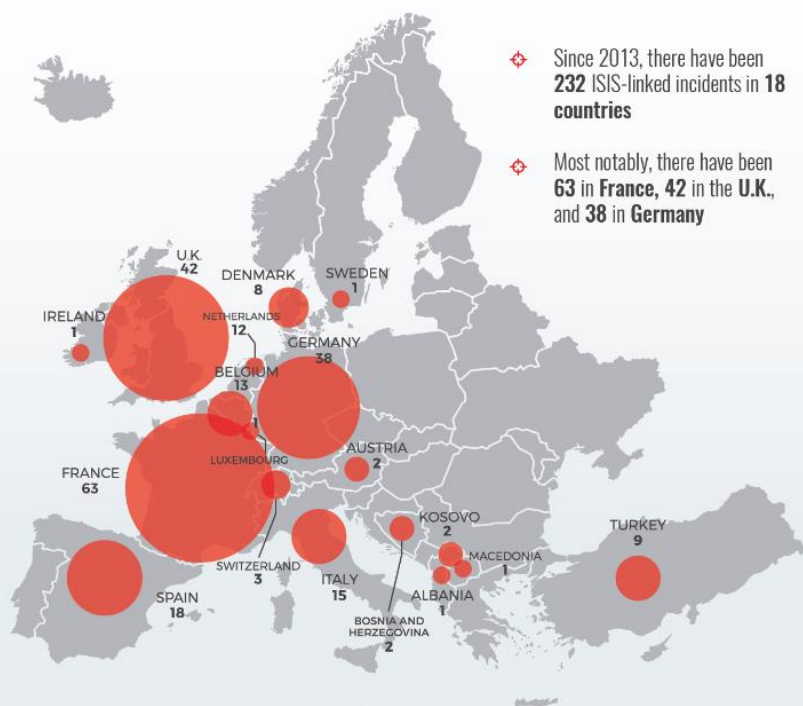 Since 2013, there have been
232 ISIS-linked incidents in 18
countries
Most notably, there have been
63 in France, 42 in the U.K.,
and 38 in Germany
U.K.
42
DENMARK
8
SWEDEN
1
IRELAND
1
NETHERLANDS
12
GERMANY
38
BELGIUM
13
1
LUXEMBOURG
AUSTRIA
2
FRANCE
63
SWITZERLAND
3
ITALY
15
SPAIN
18
KOSOVO
2
MACEDONIA
1
ALBANIA
1
BOSNIA AND
HERZEGOVINA
2
TURKEY
9